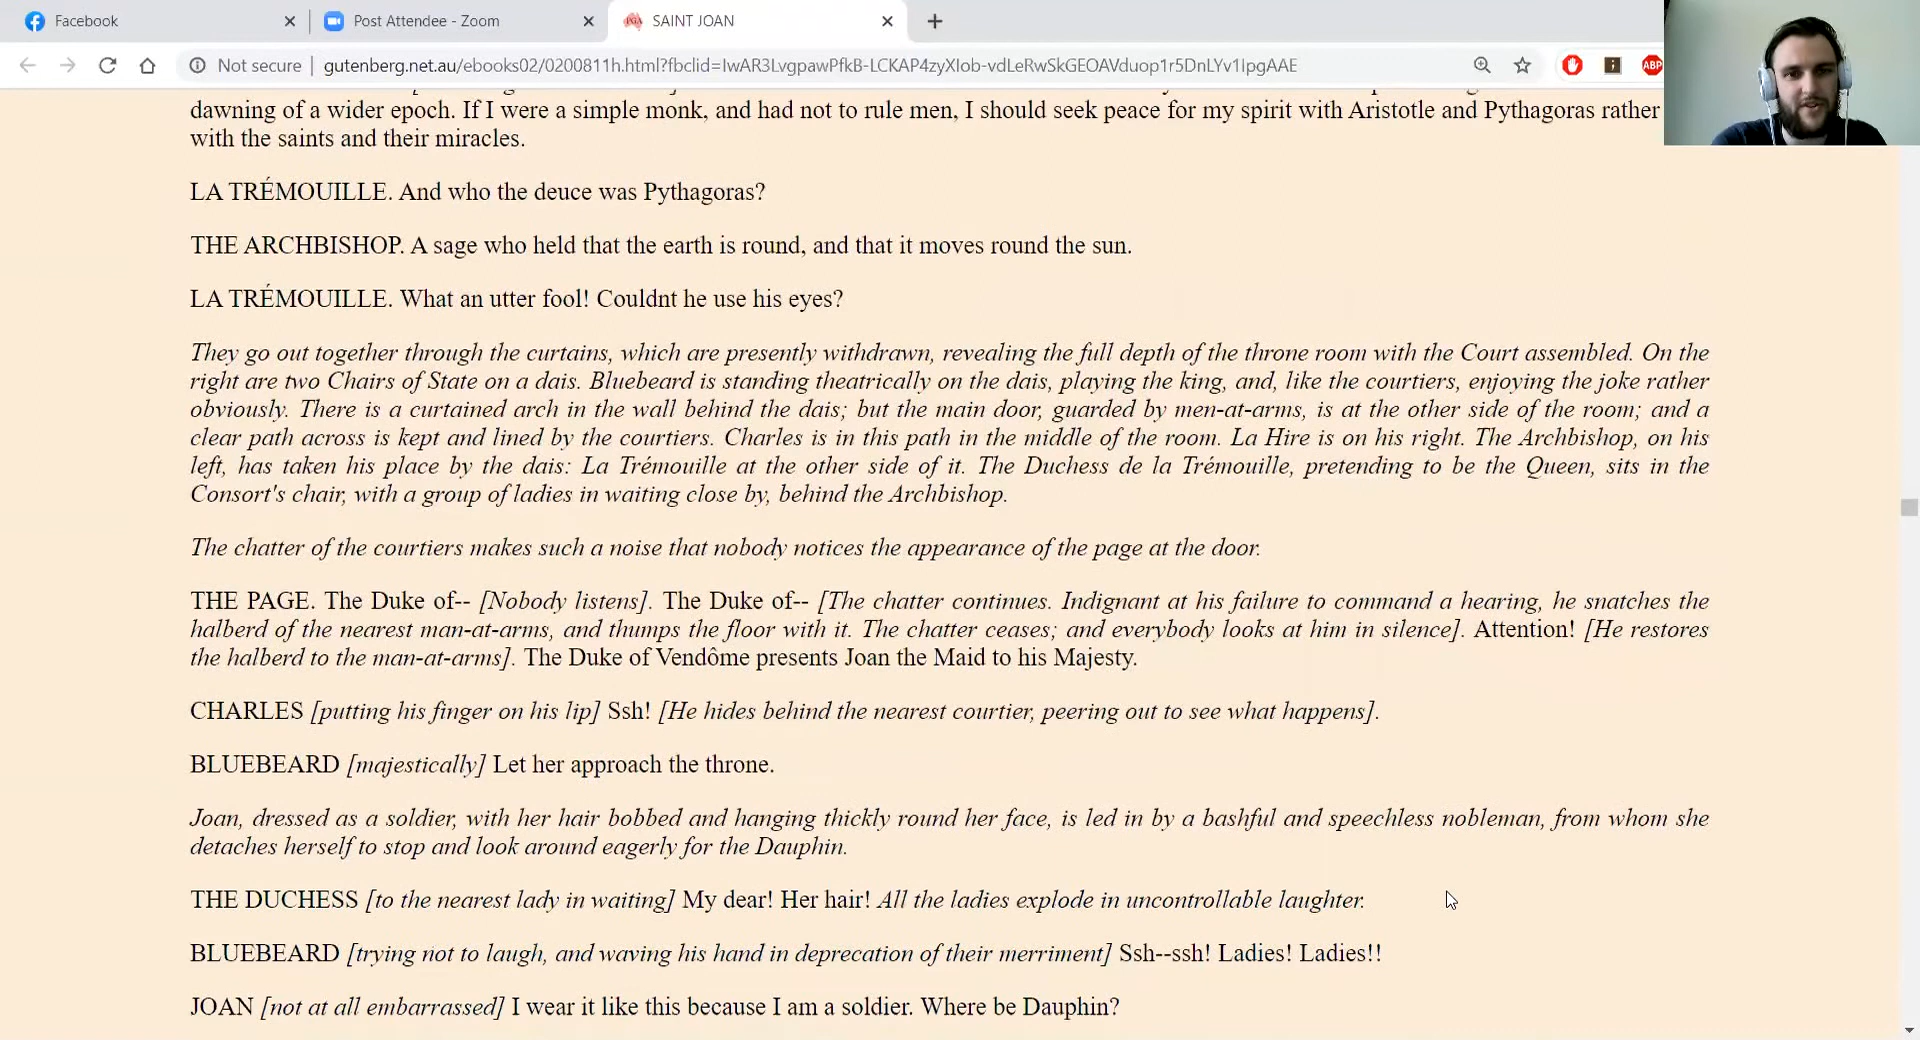 Facebook
Post Attendee - Zoom
SAINT JOAN
Not secure | gutenberg.net.au/ebooks02/0200811h.html?fbclid=IwAR3LvgpawPfkB-LCKAP4zyXIob-vdLeRwSkGEOAVduop1r5DnLYv1IpgAAE
ABP
dawning of a wider epoch. If I were a simple monk, and had not to rule men, I should seek peace for my spirit with Aristotle and Pythagoras rather
with the saints and their miracles.
LA TRÉMOUILLE. And who the deuce was Pythagoras?
THE ARCHBISHOP. A sage who held that the earth is round, and that it moves round the sun.
LA TRÉMOUILLE. What an utter fool! Couldnt he use his eyes?
They go out together through the curtains, which are presently withdrawn, revealing the full depth of the throne room with the Court assembled. On the
right are two Chairs of State on a dais. Bluebeard is standing theatrically on the dais, playing the king, and, like the courtiers, enjoying the joke rather
obviously. There is a curtained arch in the wall behind the dais; but the main door, guarded by men-at-arms, is at the other side of the room; and a
clear path across is kept and lined by the courtiers. Charles is in this path in the middle of the room. La Hire is on his right. The Archbishop, on his
left, has taken his place by the dais: La Trémouille at the other side of it. The Duchess de la Trémouille, pretending to be the Queen, sits in the
Consort's chair, with a group of ladies in waiting close by, behind the Archbishop.
The chatter of the courtiers makes such a noise that nobody notices the appearance of the page at the door.
THE PAGE. The Duke of-- [Nobody listens]. The Duke of-- [The chatter continues. Indignant at his failure to command a hearing, he snatches the
halberd of the nearest man-at-arms, and thumps the floor with it. The chatter ceases; and everybody looks at him in silence]. Attention! [He restores
the halberd to the man-at-arms]. The Duke of Vendôme presents Joan the Maid to his Majesty.
CHARLES [putting his finger on his lip] Ssh! [He hides behind the nearest courtier, peering out to see what happens].
BLUEBEARD [majestically] Let her approach the throne.
Joan, dressed as a soldier, with her hair bobbed and hanging thickly round her face, is led in by a bashful and speechless nobleman, from whom she
detaches herself to stop and look around eagerly for the Dauphin.
THE DUCHESS [to the nearest lady in waiting] My dear! Her hair! All the ladies explode in uncontrollable laughter.
BLUEBEARD [trying not to laugh, and waving his hand in deprecation of their merriment] Ssh--ssh! Ladies! Ladies!!
JOAN [not at all embarrassed] I wear it like this because I am a soldier. Where be Dauphin?